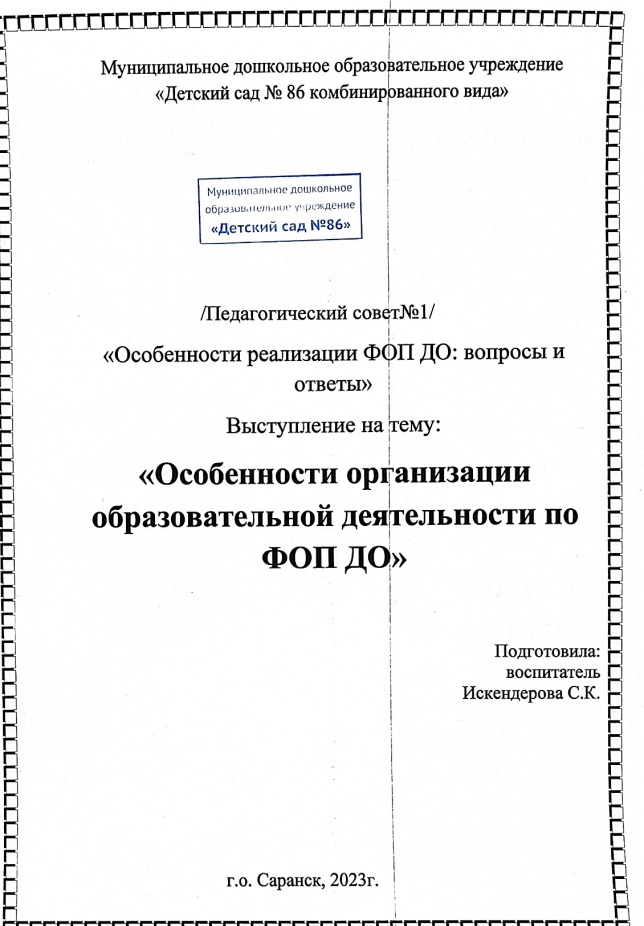 Муниципальное дошкольное образовательное учреждение
«Детский сад № 86 комбинированного вида»
Муниципальное дошкольное
образовательное учреждение
«Детский сад №86»
/Педагогический совет№1/
«Особенности реализации ФОП ДО: вопросы и
ответы»
Выступление на тему:
«Особенности организации
образовательной деятельности по
ФОП ДО»
Подготовила:
воспитатель
Искендерова С.К.
г.о. Саранск, 2023г.